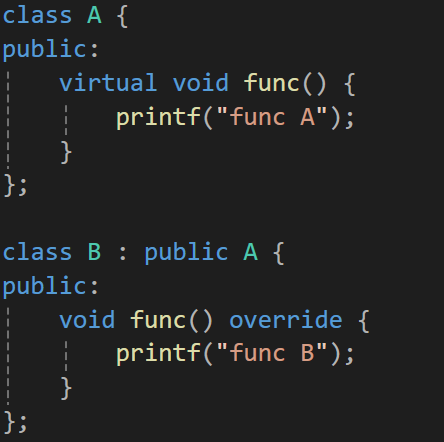 class A {
public:
    virtual void func() {
        printf("func A");
    }
};

class B : public A {
public:
    void func() override {
        printf("func B");
    }
};